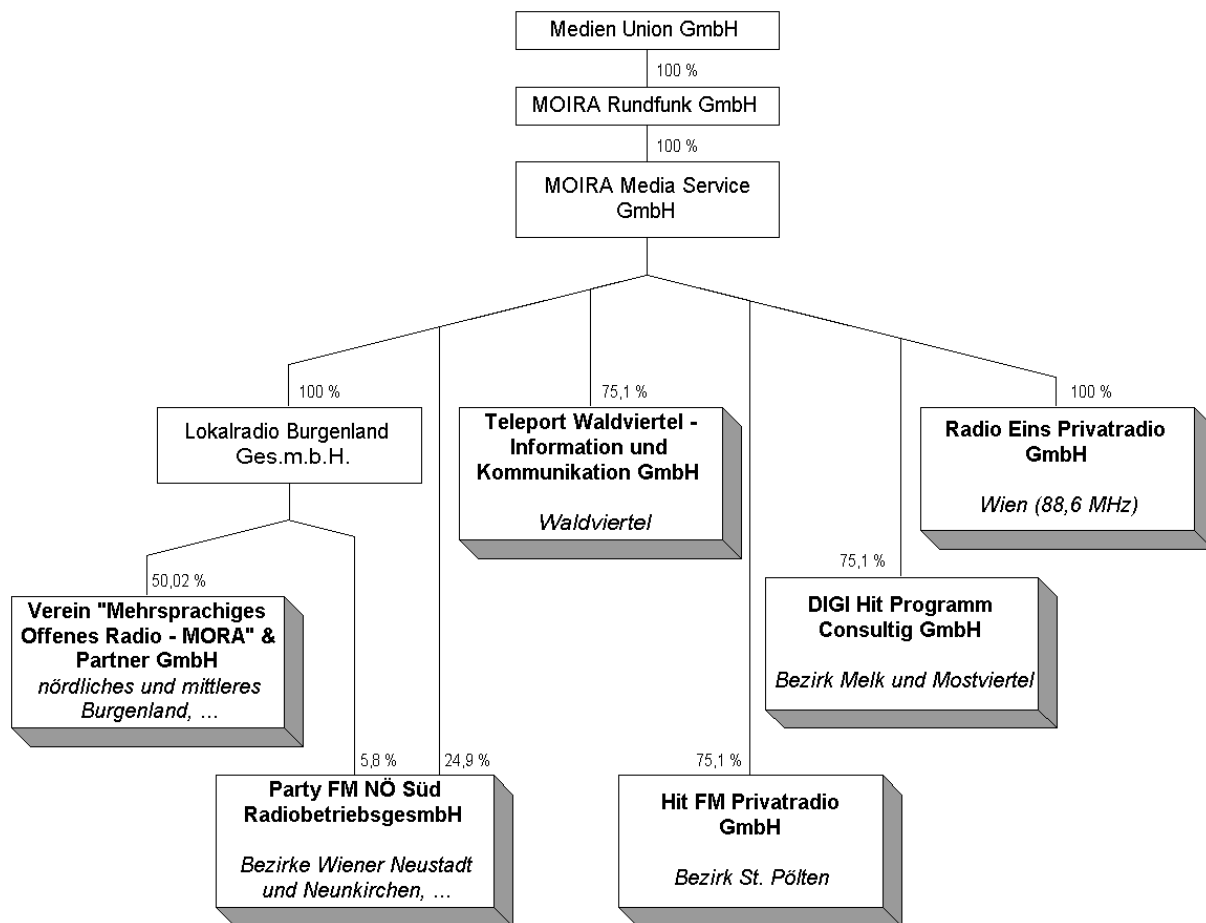 Medien Union GmbH
100 %
MOIRA Rundfunk GmbH
100 %
MOIRA Media Service
GmbH
100 %
Lokalradio Burgenland
Ges.m.b.H.
75,1 %
Teleport Waldviertel -
Information und
Kommunikation GmbH
Waldviertel
100 %
Radio Eins Privatradio
GmbH
Wien (88,6 MHz)
50,02 %
Verein "Mehrsprachiges
Offenes Radio - MORA" &
Partner GmbH
nördliches und mittleres
Burgenland, ...
75,1 %
DIGI Hit Programm
Consultig GmbH
Bezirk Melk und Mostviertel
5,8 %
24,9 %
Party FM NÖ Süd
RadiobetriebsgesmbH
Bezirke Wiener Neustadt
und Neunkirchen, ...
75,1 %
Hit FM Privatradio
GmbH
Bezirk St. Pölten